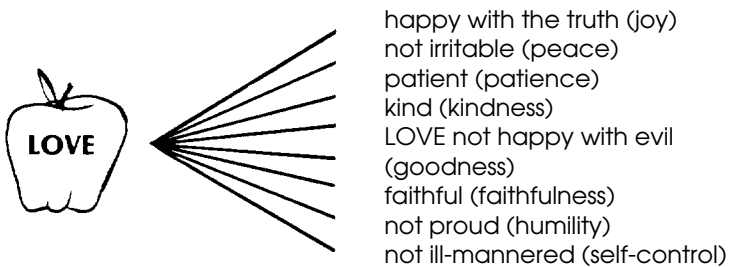 LOVE
happy with the truth (joy)
not irritable (peace)
patient (patience)
kind (kindness)
LOVE not happy with evil
(goodness)
faithful (faithfulness)
not proud (humility)
not ill-mannered (self-control)